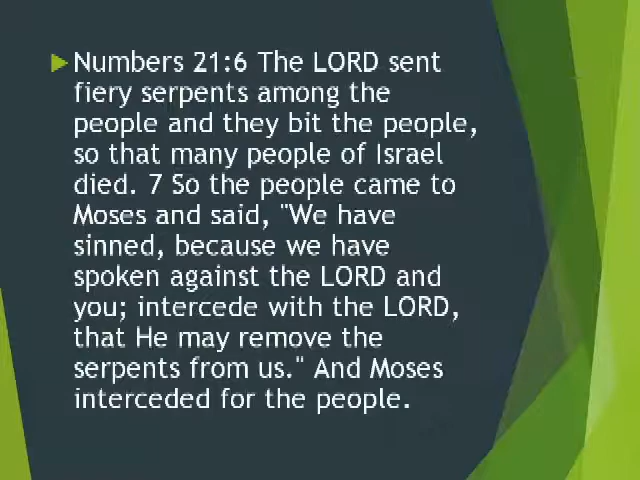 Numbers 21:6 The LORD sent
fiery serpents among the
people and they bit the people,
so that many people of Israel
died. 7 So the people came to
Moses and said, "We have
sinned, because we have
spoken against the LORD and
you; intercede with the LORD,
that He may remove the
serpents from us." And Moses
interceded for the people.